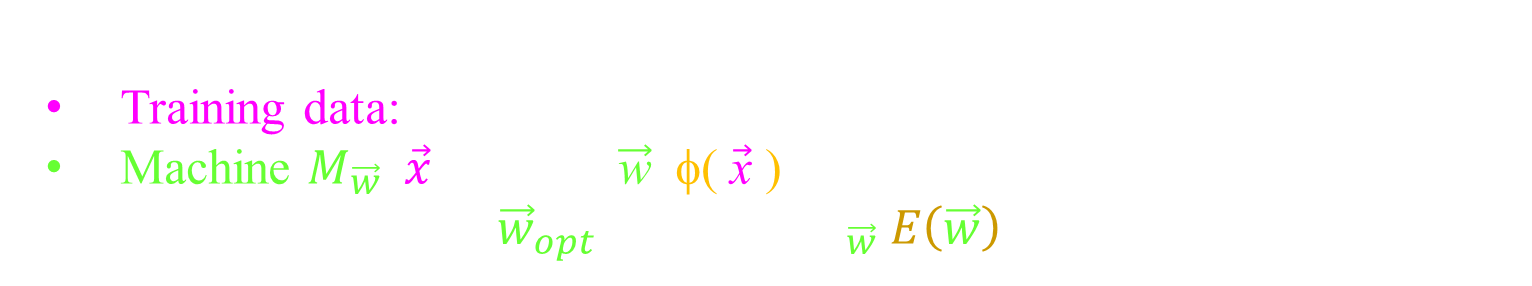 • Training data:
• Machine 𝑀_w⃗ x⃗ w⃗ ϕ( x⃗ )
w⃗_opt w⃗ E(w⃗)